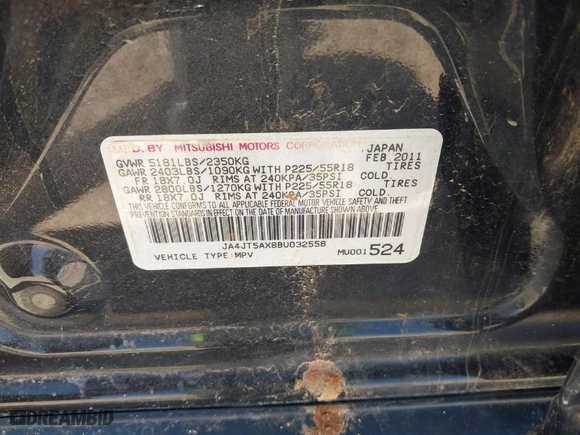 MFD BY MITSUBISHI MOTORS CORPORATION, JAPAN
GVWR 5181LBS/2350KG FEB 2011
GAWR 2403LBS/1090KG WITH P225/55R18 TIRES
FR 18X7.0J RIMS AT 240KPA/35PSI COLD.
GAWR 2800LBS/1270KG WITH P225/55R18 TIRES
RR 18X7.0J RIMS AT 240KPA/35PSI COLD.
THIS VEHICLE CONFORMS TO ALL APPLICABLE FEDERAL MOTOR VEHICLE SAFETY AND THEFT
PREVENTION STANDARDS IN EFFECT ON THE DATE OF MANUFACTURE SHOWN ABOVE.
JA4JT5AX8BU032558
VEHICLE TYPE:MPV MU001524
DREAMBID